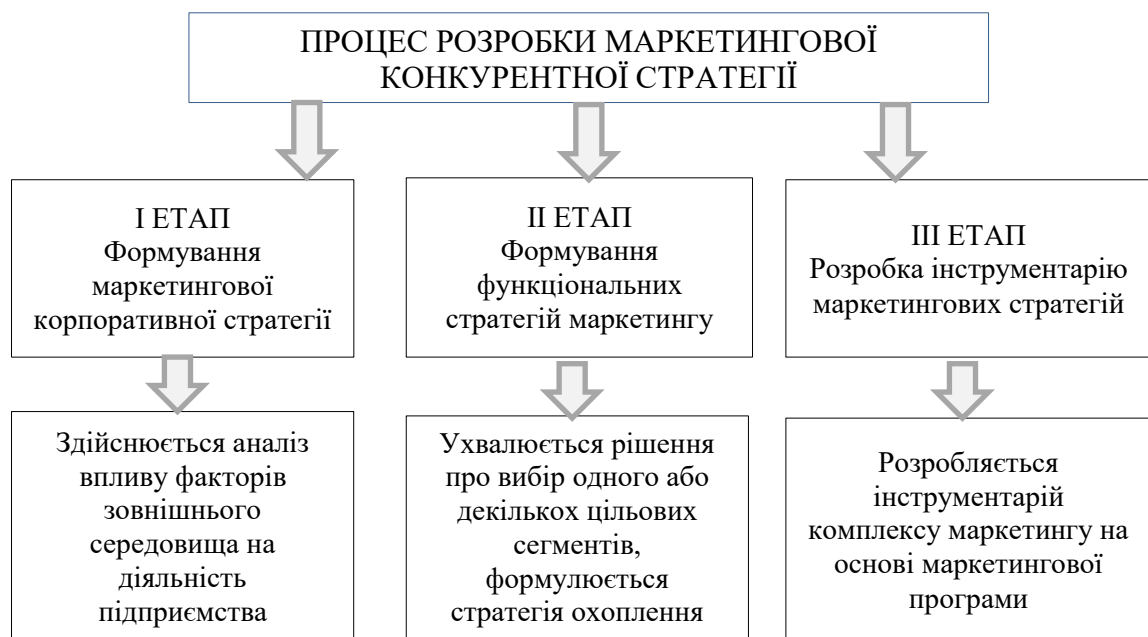 ПРОЦЕС РОЗРОБКИ МАРКЕТИНГОВОЇ
КОНКУРЕНТНОЇ СТРАТЕГІЇ
І ЕТАП
Формування
маркетингової
корпоративної стратегії
ІІ ЕТАП
Формування
функціональних
стратегій маркетингу
ІІІ ЕТАП
Розробка інструментарію
маркетингових стратегій
Здійснюється аналіз
впливу факторів
зовнішнього
середовища на
діяльність
підприємства
Ухвалюється рішення
про вибір одного або
декількох цільових
сегментів,
формулюється
стратегія охоплення
Розробляється
інструментарій
комплексу маркетингу на
основі маркетингової
програми